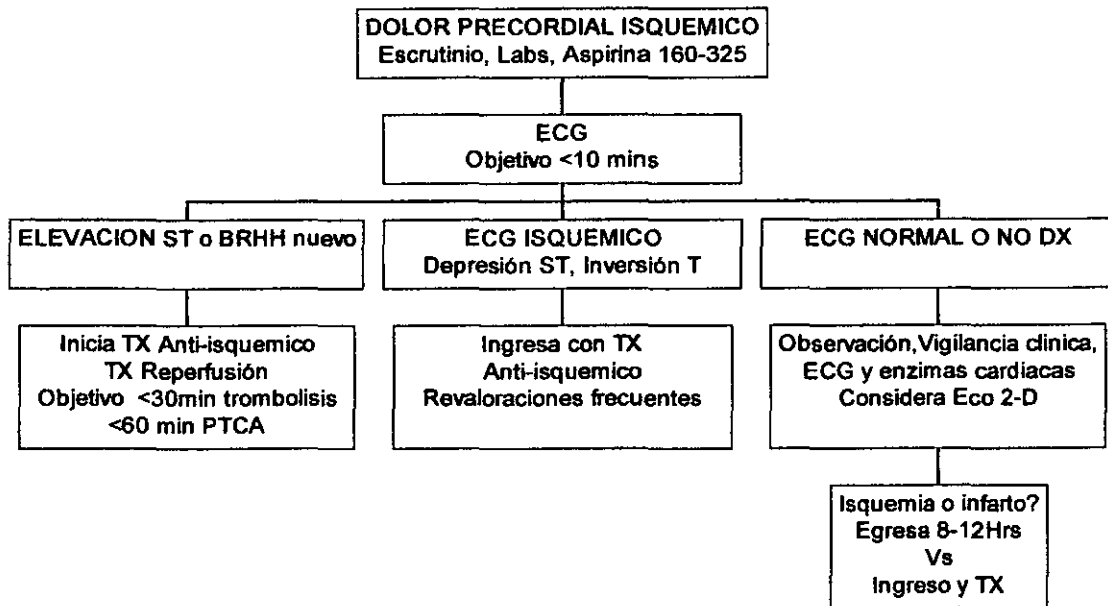 DOLOR PRECORDIAL ISQUEMICO
Escrutinio, Labs, Aspirina 160-325
ECG
Objetivo <10 mins
ELEVACION ST o BRHH nuevo
ECG ISQUEMICO
Depresión ST, Inversión T
ECG NORMAL O NO DX
Inicia TX Anti-isquemico
TX Reperfusión
Objetivo <30min trombolisis
<60 min PTCA
Ingresa con TX
Anti-isquemico
Revaloraciones frecuentes
Observación,Vigilancia clinica,
ECG y enzimas cardiacas
Considera Eco 2-D
Isquemia o infarto?
Egresa 8-12Hrs
Vs
Ingreso y TX